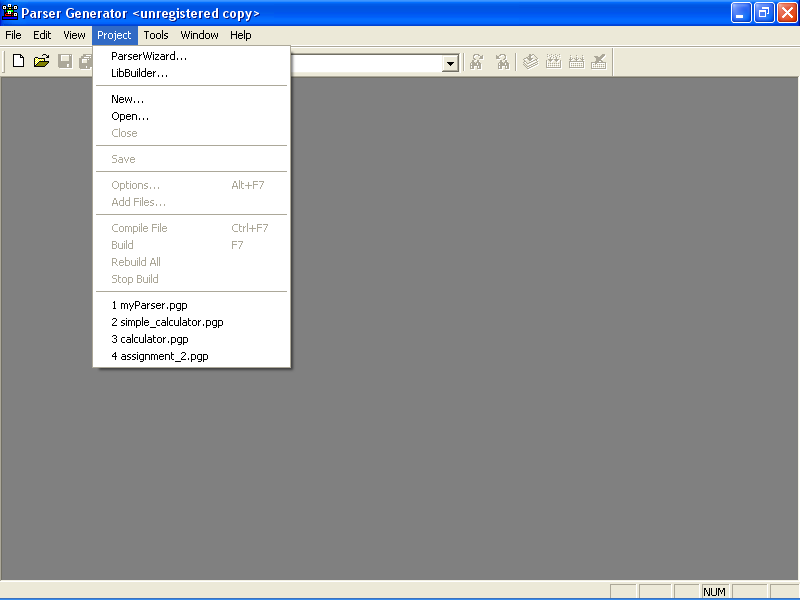 Parser Generator <unregistered copy>
File Edit View Project Tools Window Help
ParserWizard...
LibBuilder...
New...
Open...
Close
Save
Options... Alt+F7
Add Files...
Compile File Ctrl+F7
Build F7
Rebuild All
Stop Build
1 myParser.pgp
2 simple_calculator.pgp
3 calculator.pgp
4 assignment_2.pgp
NUM